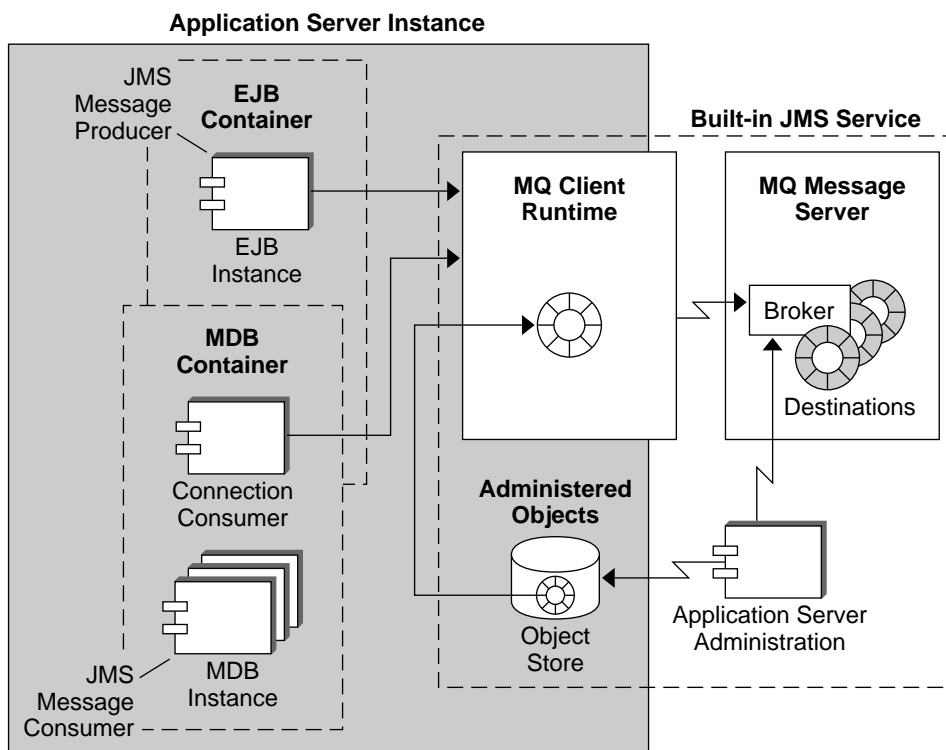 Application Server Instance
JMS
Message
Producer
EJB
Container
EJB
Instance
Built-in JMS Service
MQ Client
Runtime
MQ Message
Server
Broker
Destinations
MDB
Container
Connection
Consumer
Administered
Objects
Object
Store
Application Server
Administration
MDB
Instance
JMS
Message
Consumer